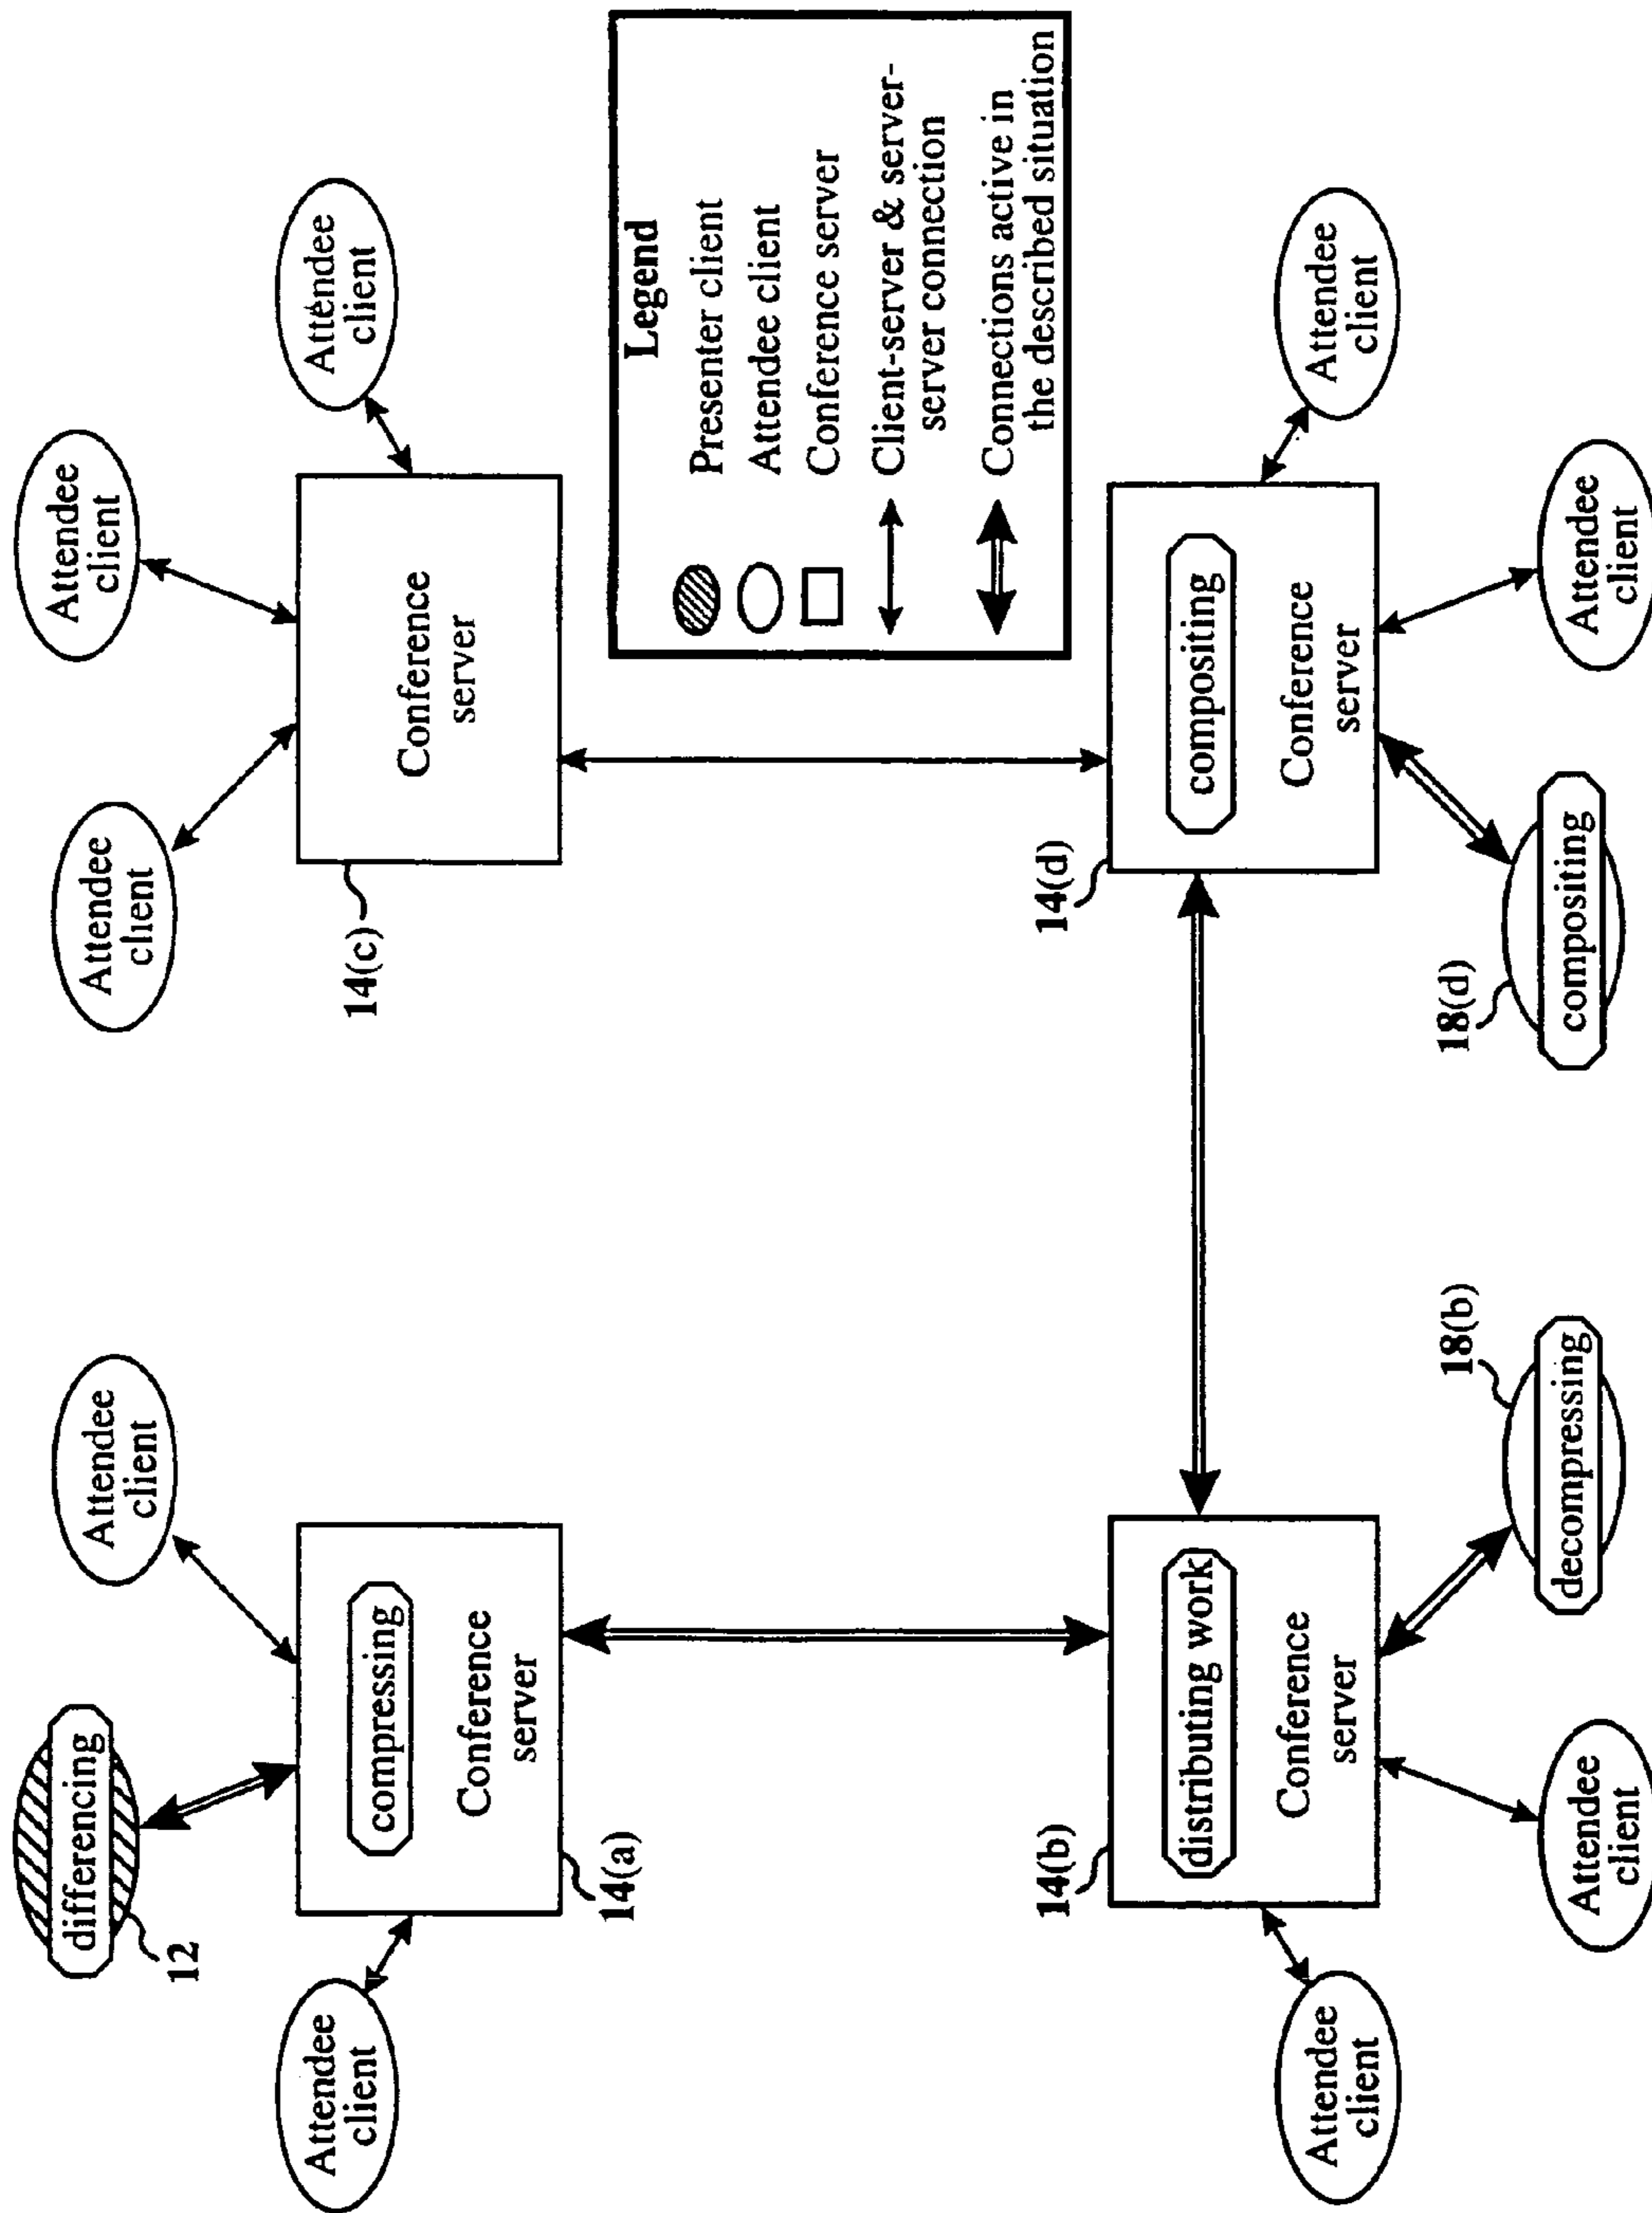 differencing
12
Attendee
client
Attendee
client
compressing
Conference
server
14(a)
Attendee
client
Attendee
client
Attendee
client
Conference
server
14(c)
Attendee
client
Legend
Presenter client
Attendee client
Conference server
Client-server & server-
server connection
Connections active in
the described situation
14(b)
distributing work
Conference
server
Attendee
client
Attendee
client
18(b)
decompressing
14(d)
compositing
Conference
server
Attendee
client
18(d)
compositing
Attendee
client